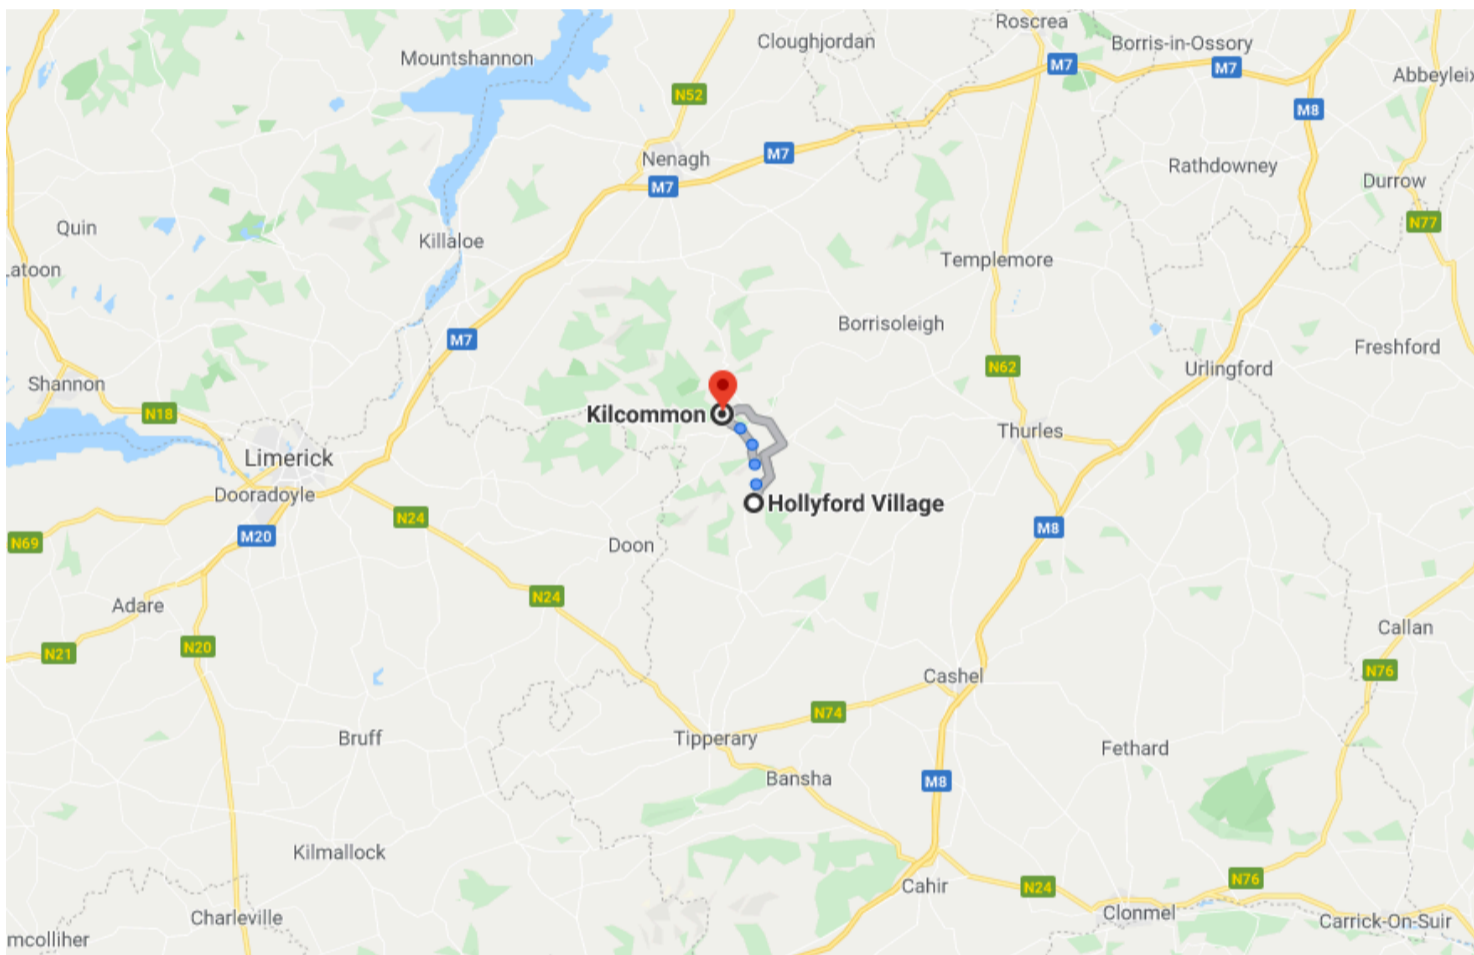 Roscrea
Cloughjordan
Borris-in-Ossory
Mountshannon
M7
M7
Abbeyleix
N52
M8
M7
Nenagh
Rathdowney
M7
Durrow
N77
Quin
Killaloe
Templemore
Latoon
Borrisoleigh
M7
Freshford
N62
Urlingford
Shannon
N18
Kilcommon
Thurles
Limerick
Dooradoyle
Hollyford Village
N24
M8
M20
N69
Doon
N24
Adare
Callan
N20
N21
N76
Cashel
N74
Bruff
Tipperary
Fethard
Bansha
M8
Kilmallock
N76
Cahir
N24
Clonmel
Charleville
Carrick-On-Suir
mcolliher